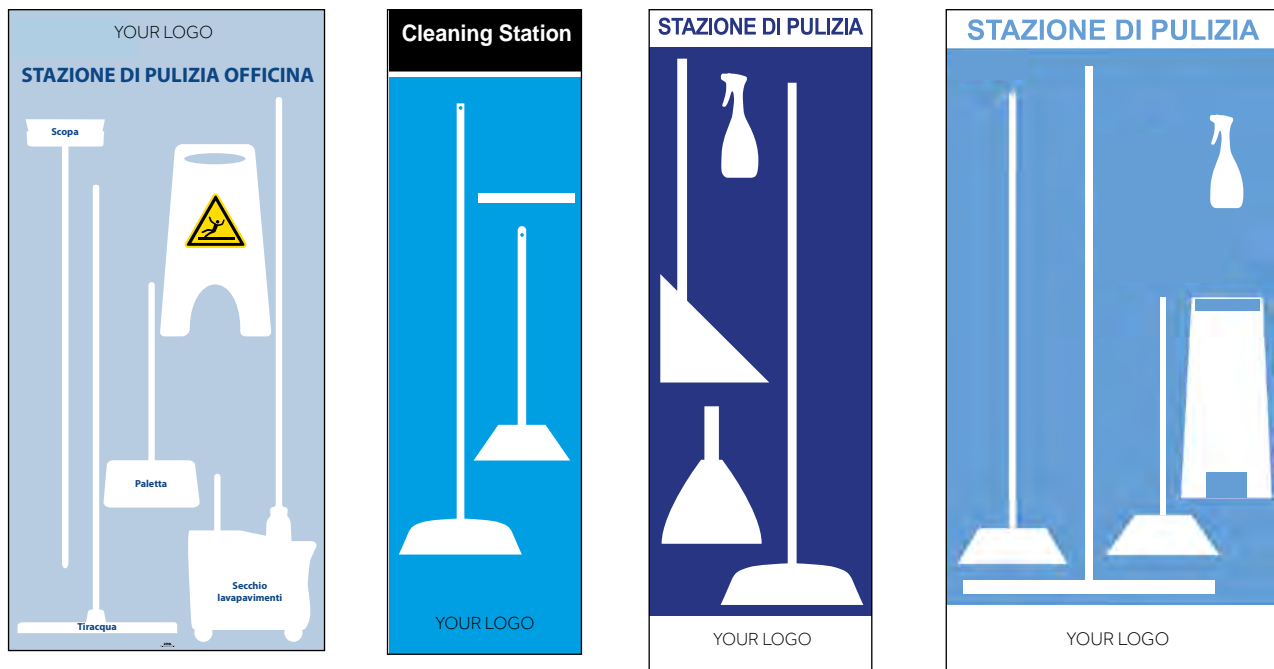 YOUR LOGO
STAZIONE DI PULIZIA OFFICINA
Scopa
Paletta
Secchio
lavapavimenti
Tiracqua
Cleaning Station
YOUR LOGO
STAZIONE DI PULIZIA
YOUR LOGO
STAZIONE DI PULIZIA
YOUR LOGO